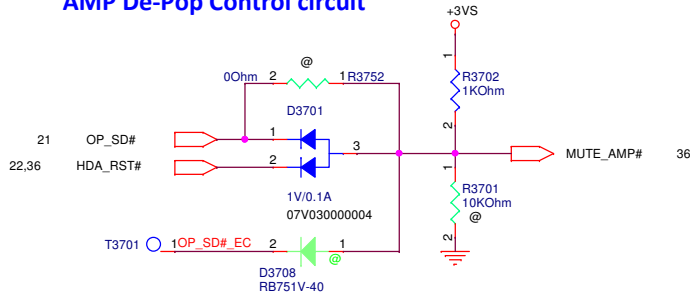 AMP De-Pop Control circuit
+3VS
@
0Ohm 2 1 R3752
1
R3702
1KOhm
D3701
21 OP_SD# 1
2
3
22,36 HDA_RST# 2
MUTE_AMP# 36
1
1V/0.1A
R3701
10KOhm
07V030000004
@
T3701 1 OP_SD#_EC 2 1
2
@
D3708
RB751V-40